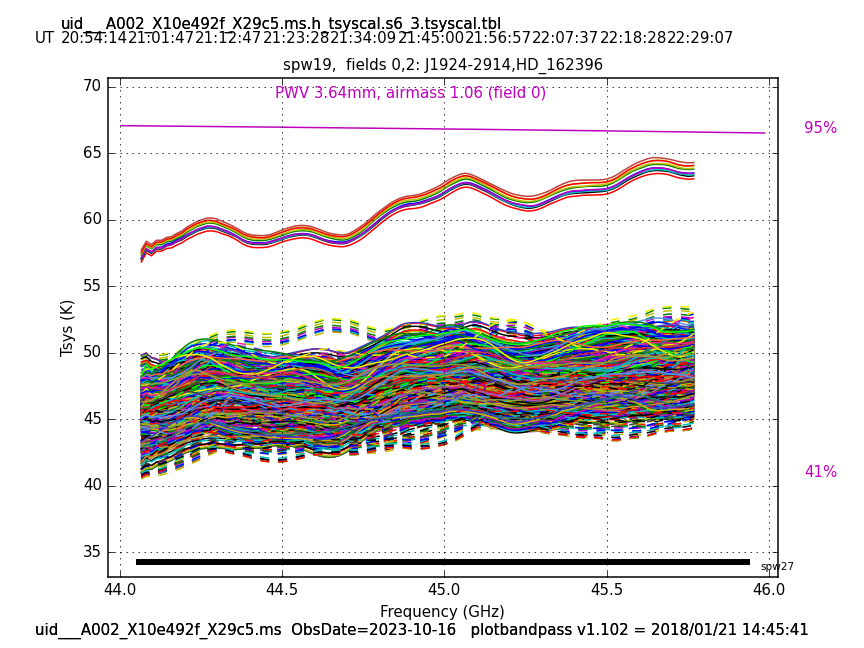 uid___A002_X10e492f_X29c5.ms.h_tsyscal.s6_3.tsyscal.tbl
UT 20:54:14 21:01:47 21:12:47 21:23:28 21:34:09 21:45:00 21:56:57 22:07:37 22:18:28 22:29:07
spw19, fields 0,2: J1924-2914,HD_162396
PWV 3.64mm, airmass 1.06 (field 0)
70
95%
65
60
55
Tsys (K)
50
45
41%
40
35
spw27
44.0 44.5 45.0 45.5 46.0
Frequency (GHz)
uid___A002_X10e492f_X29c5.ms ObsDate=2023-10-16 plotbandpass v1.102 = 2018/01/21 14:45:41